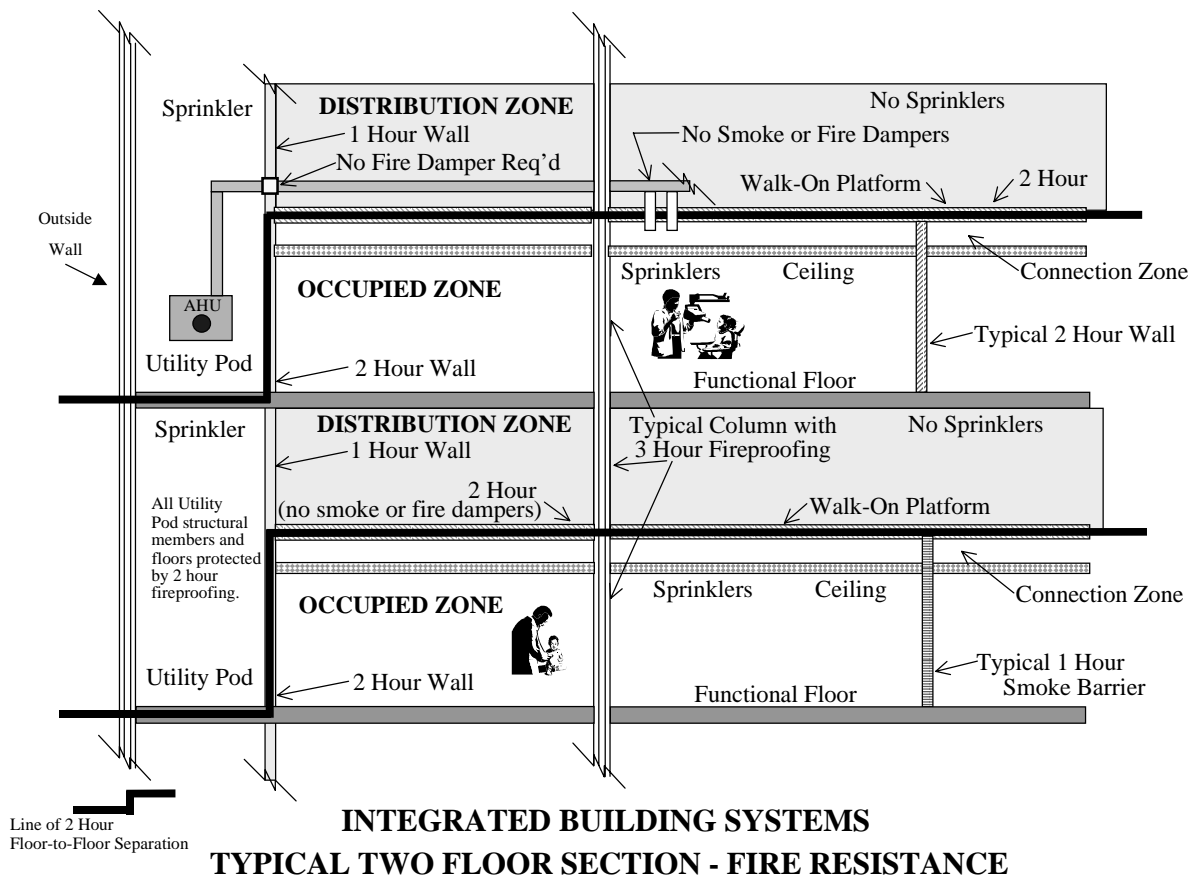 Sprinkler
DISTRIBUTION ZONE
No Sprinklers
1 Hour Wall
No Smoke or Fire Dampers
No Fire Damper Req’d
Walk-On Platform
2 Hour
Outside
Wall
Sprinklers
Ceiling
Connection Zone
OCCUPIED ZONE
AHU
Typical 2 Hour Wall
Utility Pod
2 Hour Wall
Functional Floor
Sprinkler
DISTRIBUTION ZONE
Typical Column with
3 Hour Fireproofing
No Sprinklers
1 Hour Wall
2 Hour
(no smoke or fire dampers)
Walk-On Platform
All Utility
Pod structural
members and
floors protected
by 2 hour
fireproofing.
Sprinklers
Ceiling
Connection Zone
OCCUPIED ZONE
Utility Pod
2 Hour Wall
Functional Floor
Typical 1 Hour
Smoke Barrier
Line of 2 Hour
Floor-to-Floor Separation
INTEGRATED BUILDING SYSTEMS
TYPICAL TWO FLOOR SECTION - FIRE RESISTANCE